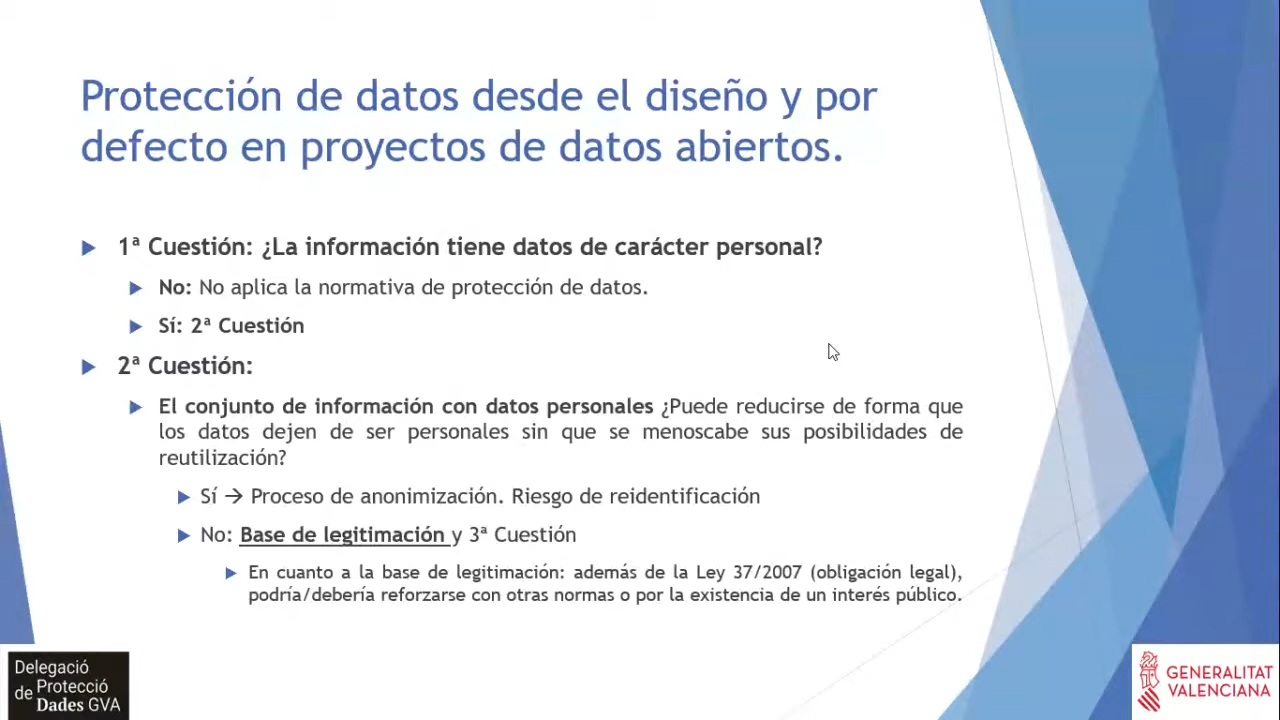 Protección de datos desde el diseño y por
defecto en proyectos de datos abiertos.
1ª Cuestión: ¿La información tiene datos de carácter personal?
No: No aplica la normativa de protección de datos.
Sí: 2ª Cuestión
2ª Cuestión:
El conjunto de información con datos personales ¿Puede reducirse de forma que
los datos dejen de ser personales sin que se menoscabe sus posibilidades de
reutilización?
Sí → Proceso de anonimización. Riesgo de reidentificación
No: Base de legitimación y 3ª Cuestión
En cuanto a la base de legitimación: además de la Ley 37/2007 (obligación legal),
podría/debería reforzarse con otras normas o por la existencia de un interés público.
Delegació
de Protecció
Dades GVA
GENERALITAT
VALENCIANA